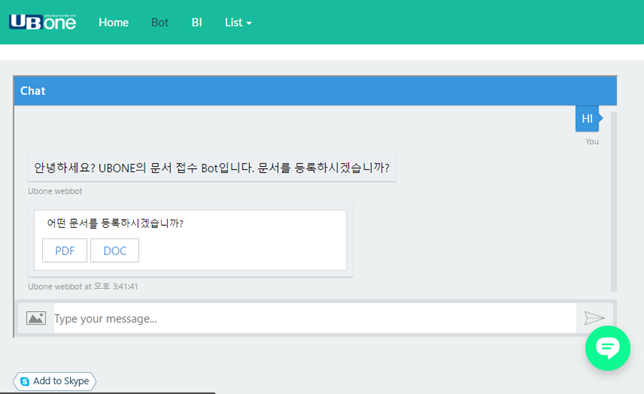 UBone
Home
Bot
BI
List
Chat
HI
You
안녕하세요? UBONE의 문서 접수 Bot입니다. 문서를 등록하시겠습니까?
Ubone webbot
어떤 문서를 등록하시겠습니까?
PDF
DOC
Ubone webbot at 오후 3:41:41
Type your message...
Add to Skype